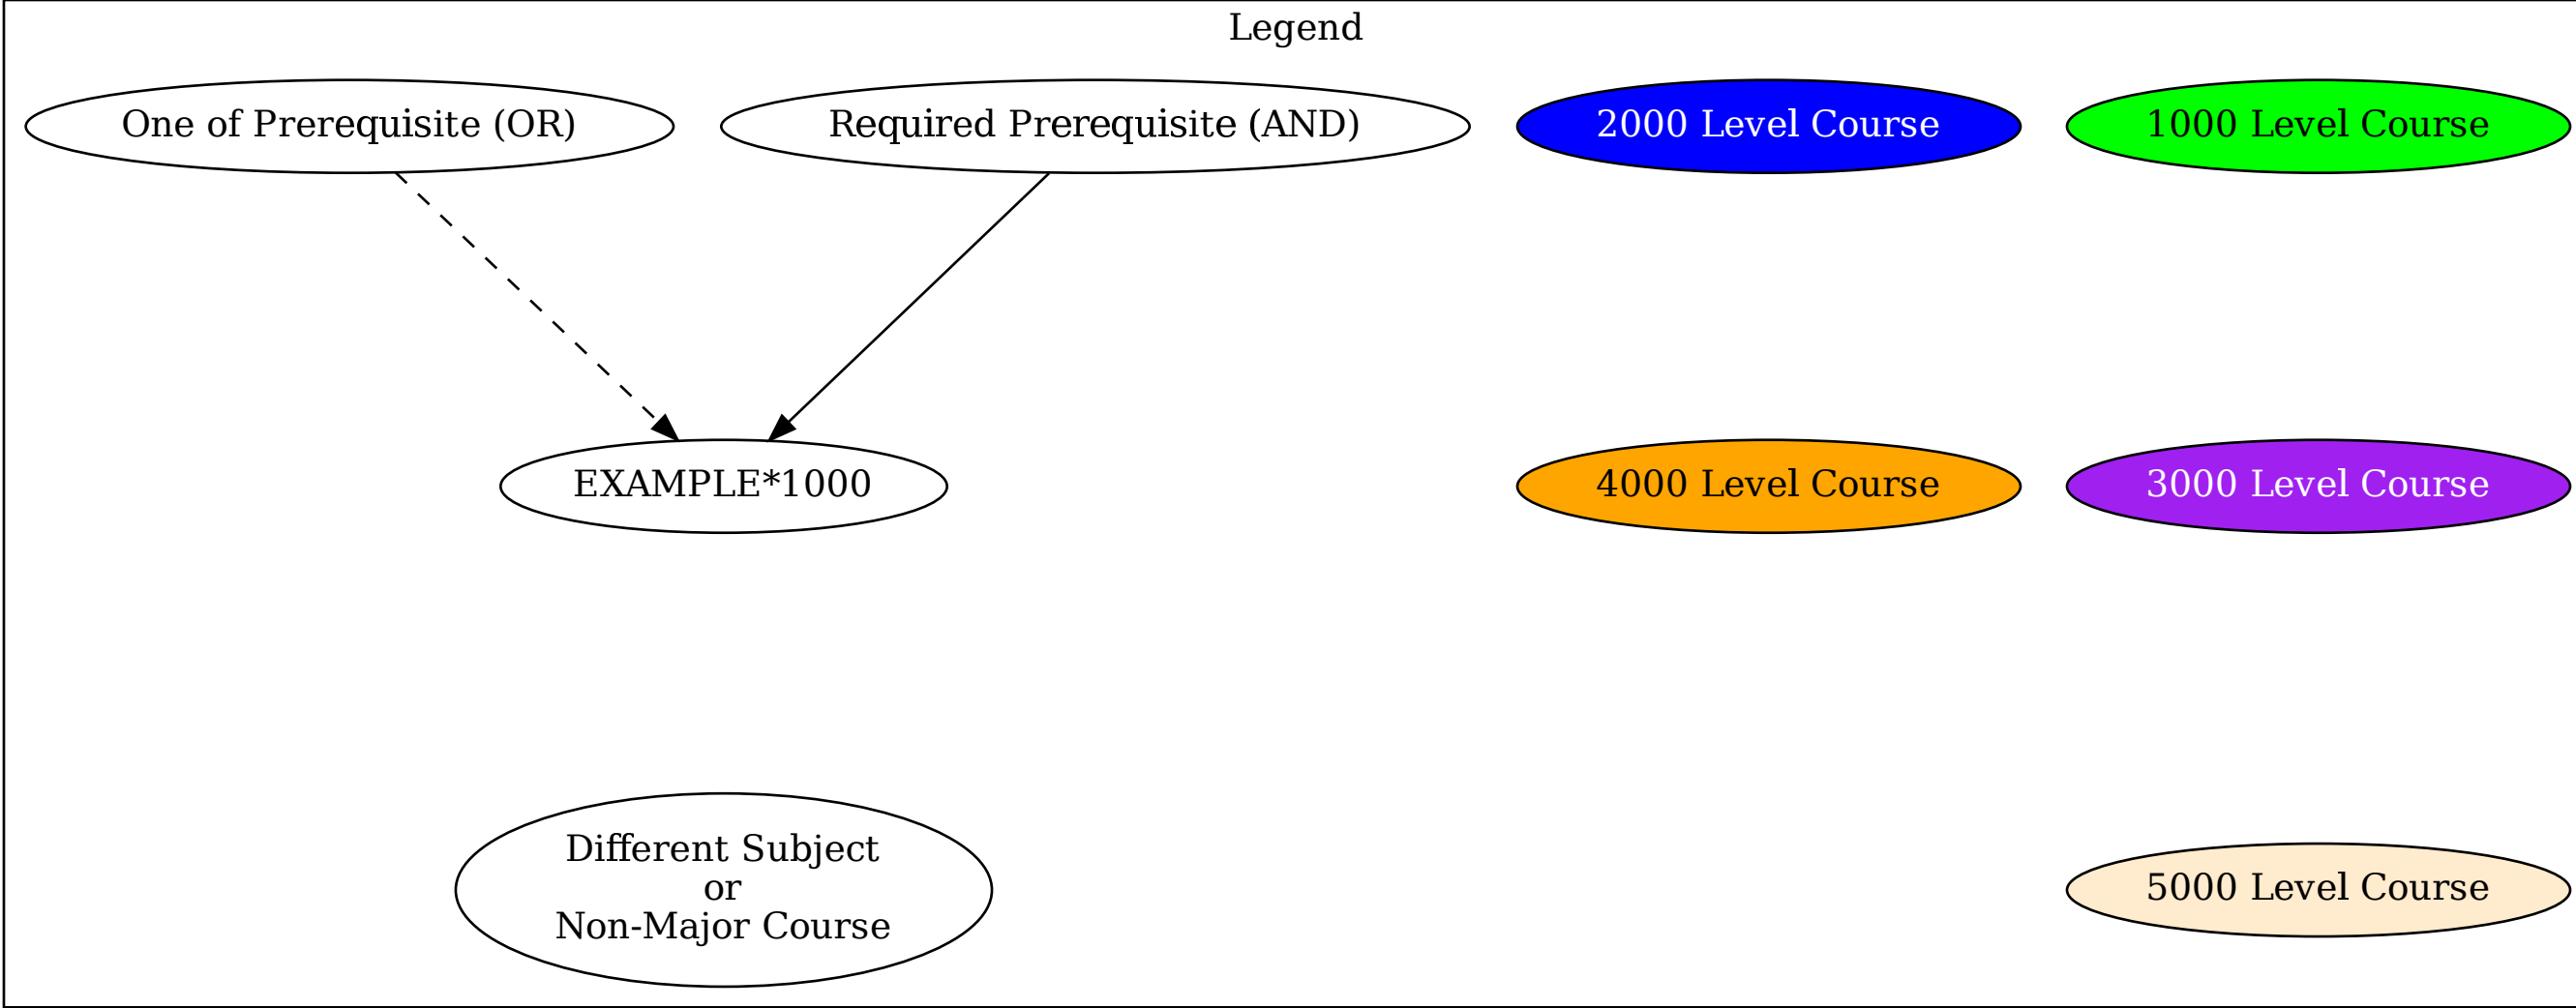 Legend
One of Prerequisite (OR)
Required Prerequisite (AND)
2000 Level Course
1000 Level Course
EXAMPLE*1000
4000 Level Course
3000 Level Course
Different Subject
or
Non-Major Course
5000 Level Course